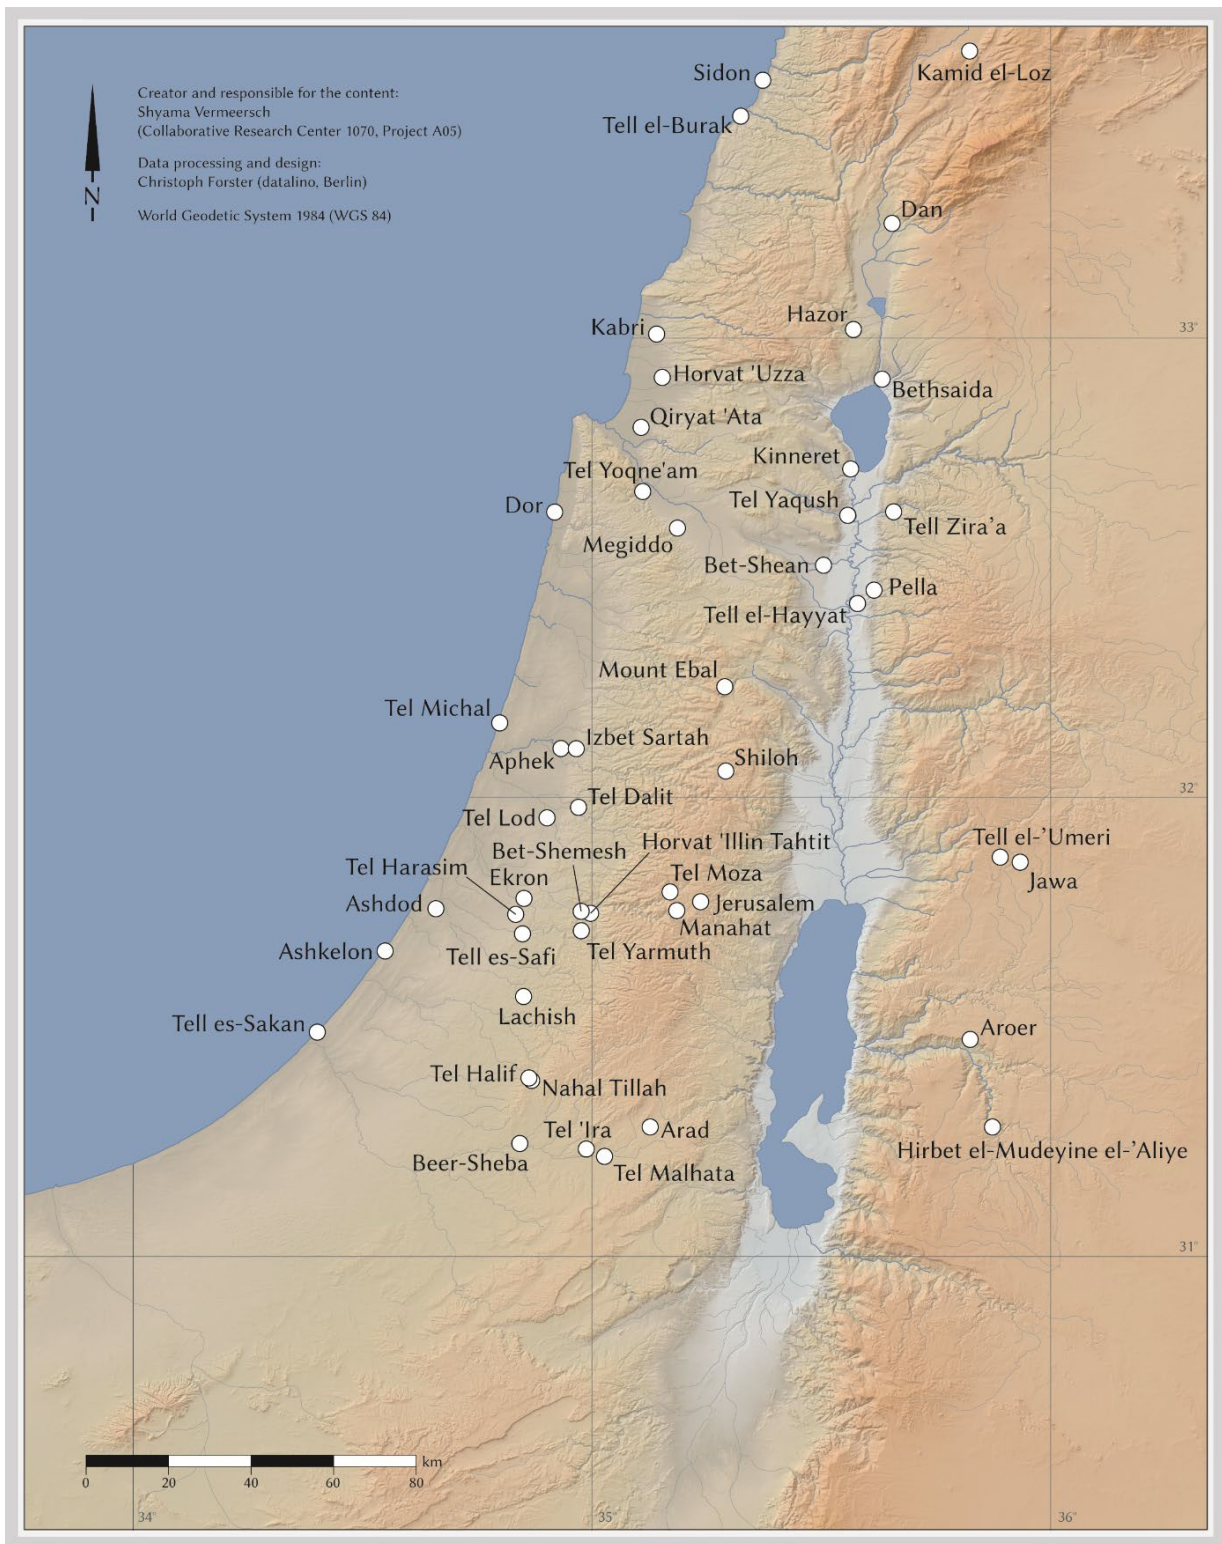 Sidon
Kamid el-Loz
Creator and responsible for the content:
Shyama Vermeersch
(Collaborative Research Center 1070, Project A05)
Tell el-Burak
Data processing and design:
Christoph Forster (datalino, Berlin)
N
World Geodetic System 1984 (WGS 84)
Dan
Hazor
Kabri
33°
Horvat 'Uzza
Bethsaida
Qiryat 'Ata
Kinneret
Tel Yoqne'am
Tel Yaqush
Dor
Tell Zira’a
Megiddo
Bet-Shean
Pella
Tell el-Hayyat
Mount Ebal
Tel Michal
Izbet Sartah
Aphek
Shiloh
32°
Tel Dalit
Tel Lod
Horvat 'Illin Tahtit
Tell el-’Umeri
Bet-Shemesh
Tel Harasim
Tel Moza
Ekron
Jawa
Ashdod
Jerusalem
Manahat
Ashkelon
Tell es-Safi
Tel Yarmuth
Lachish
Tell es-Sakan
Aroer
Tel Halif
Nahal Tillah
Tel 'Ira
Arad
Hirbet el-Mudeyine el-’Aliye
Beer-Sheba
Tel Malhata
31°
km
0 20 40 60 80
34° 35° 36°